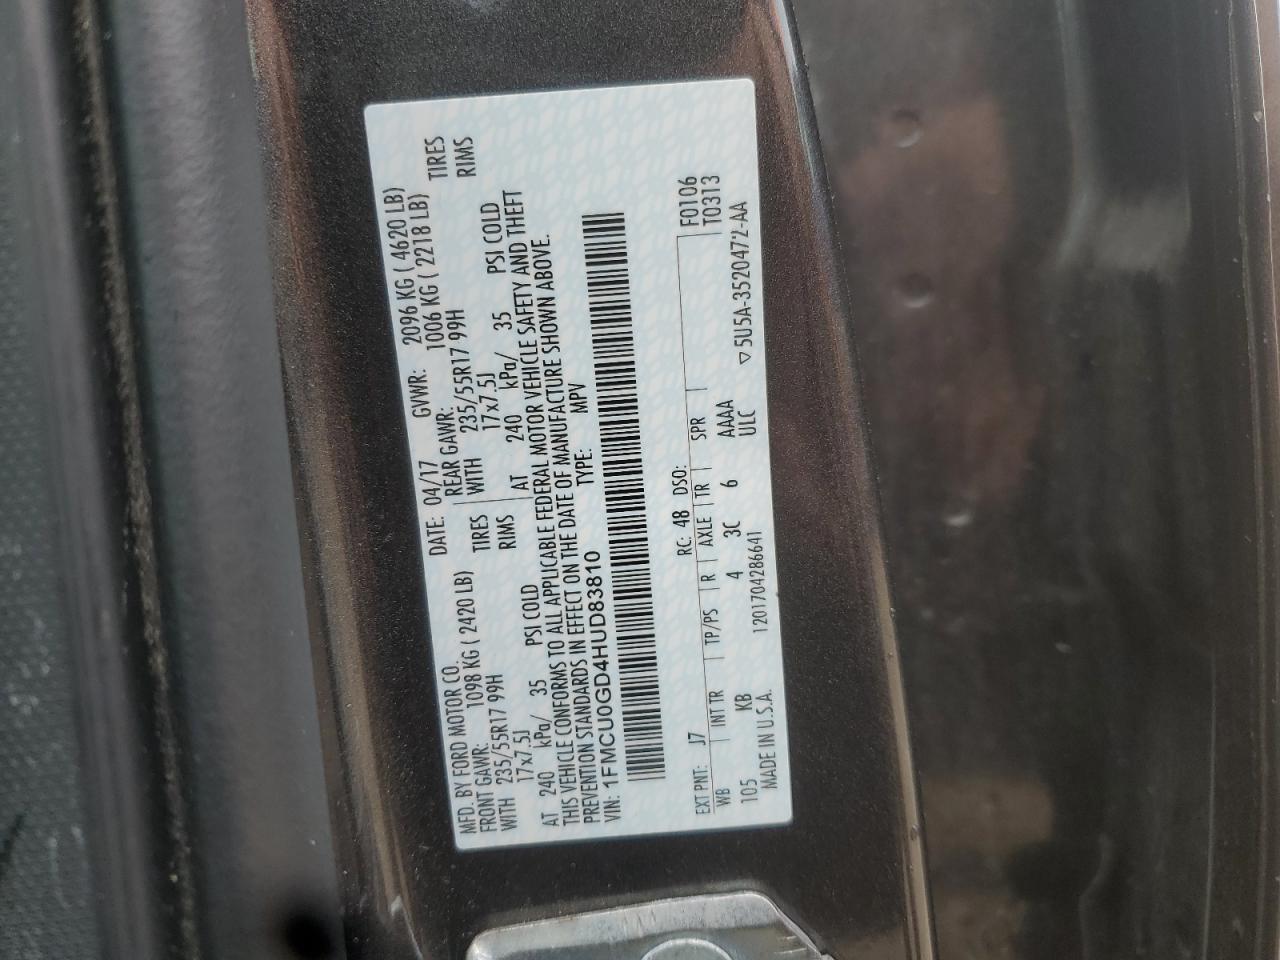 MFD. BY FORD MOTOR CO.
DATE: 04/17 GVWR: 2096 KG ( 4620 LB)
FRONT GAWR: 1098 KG ( 2420 LB) REAR GAWR: 1006 KG ( 2218 LB)
WITH 235/55R17 99H TIRES WITH 235/55R17 99H TIRES
17x7.5J RIMS 17x7.5J RIMS
AT 240 kPa/ 35 PSI COLD AT 240 kPa/ 35 PSI COLD
THIS VEHICLE CONFORMS TO ALL APPLICABLE FEDERAL MOTOR VEHICLE SAFETY AND THEFT
PREVENTION STANDARDS IN EFFECT ON THE DATE OF MANUFACTURE SHOWN ABOVE.
VIN: 1FMCU0GD4HUD83810 TYPE: MPV
EXT PNT: J7 RC: 48 DSO: F0106
WB INT TR TP/PS R AXLE TR SPR T0313
105 KB 4 3C 6 AAAA
MADE IN U.S.A. 1201704286641 ULC ▽5U5A-3520472-AA